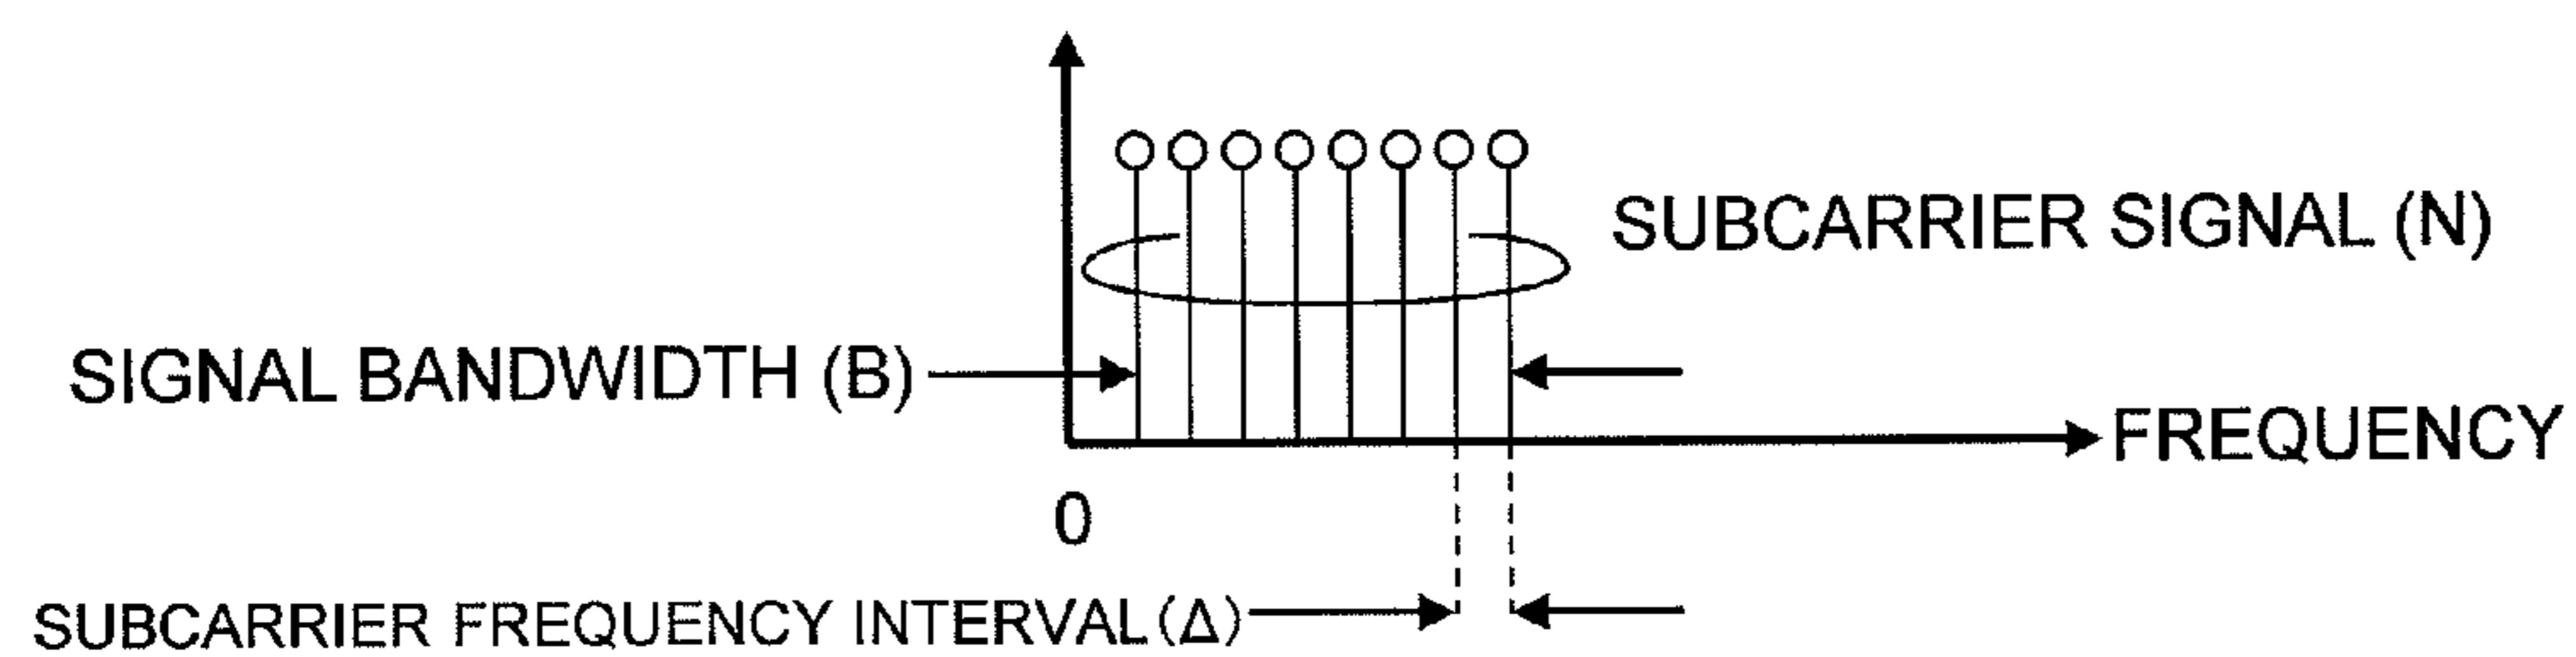 SUBCARRIER SIGNAL (N)
SIGNAL BANDWIDTH (B)
FREQUENCY
0
SUBCARRIER FREQUENCY INTERVAL(Δ)